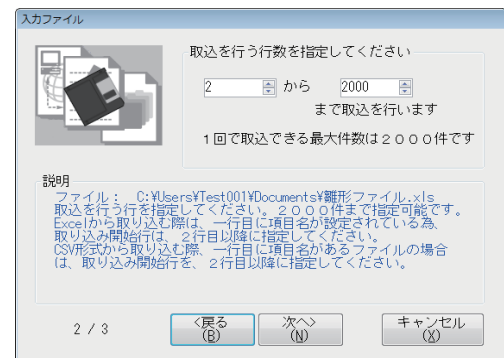 入力ファイル
取込を行う行数を指定してください
2 から 2000
まで取込を行います
1回で取込できる最大件数は２０００件です
説明
ファイル： C:¥Users¥Test001¥Documents¥雛形ファイル.xls
取込を行う行を指定してください。２０００件まで指定可能です。
Excelから取り込む際は、一行目に項目名が設定されている為、
取り込み開始行は、２行目以降に指定してください。
CSV形式から取り込む際、一行目に項目名があるファイルの場合
は、取り込み開始行を、２行目以降に指定してください。
2 / 3
<戻る
(B)
次へ>
(N)
キャンセル
(X)